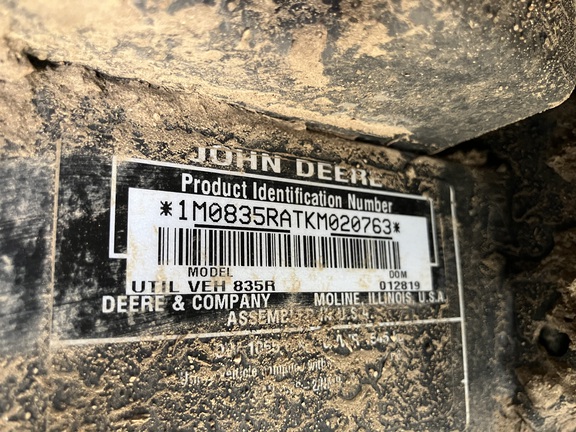 JOHN DEERE
Product Identification Number
*1M0835RATKM020763*
MODEL DOM
UTIL VEH 835R 012819
DEERE & COMPANY MOLINE, ILLINOIS, U.S.A.
U.S.A.